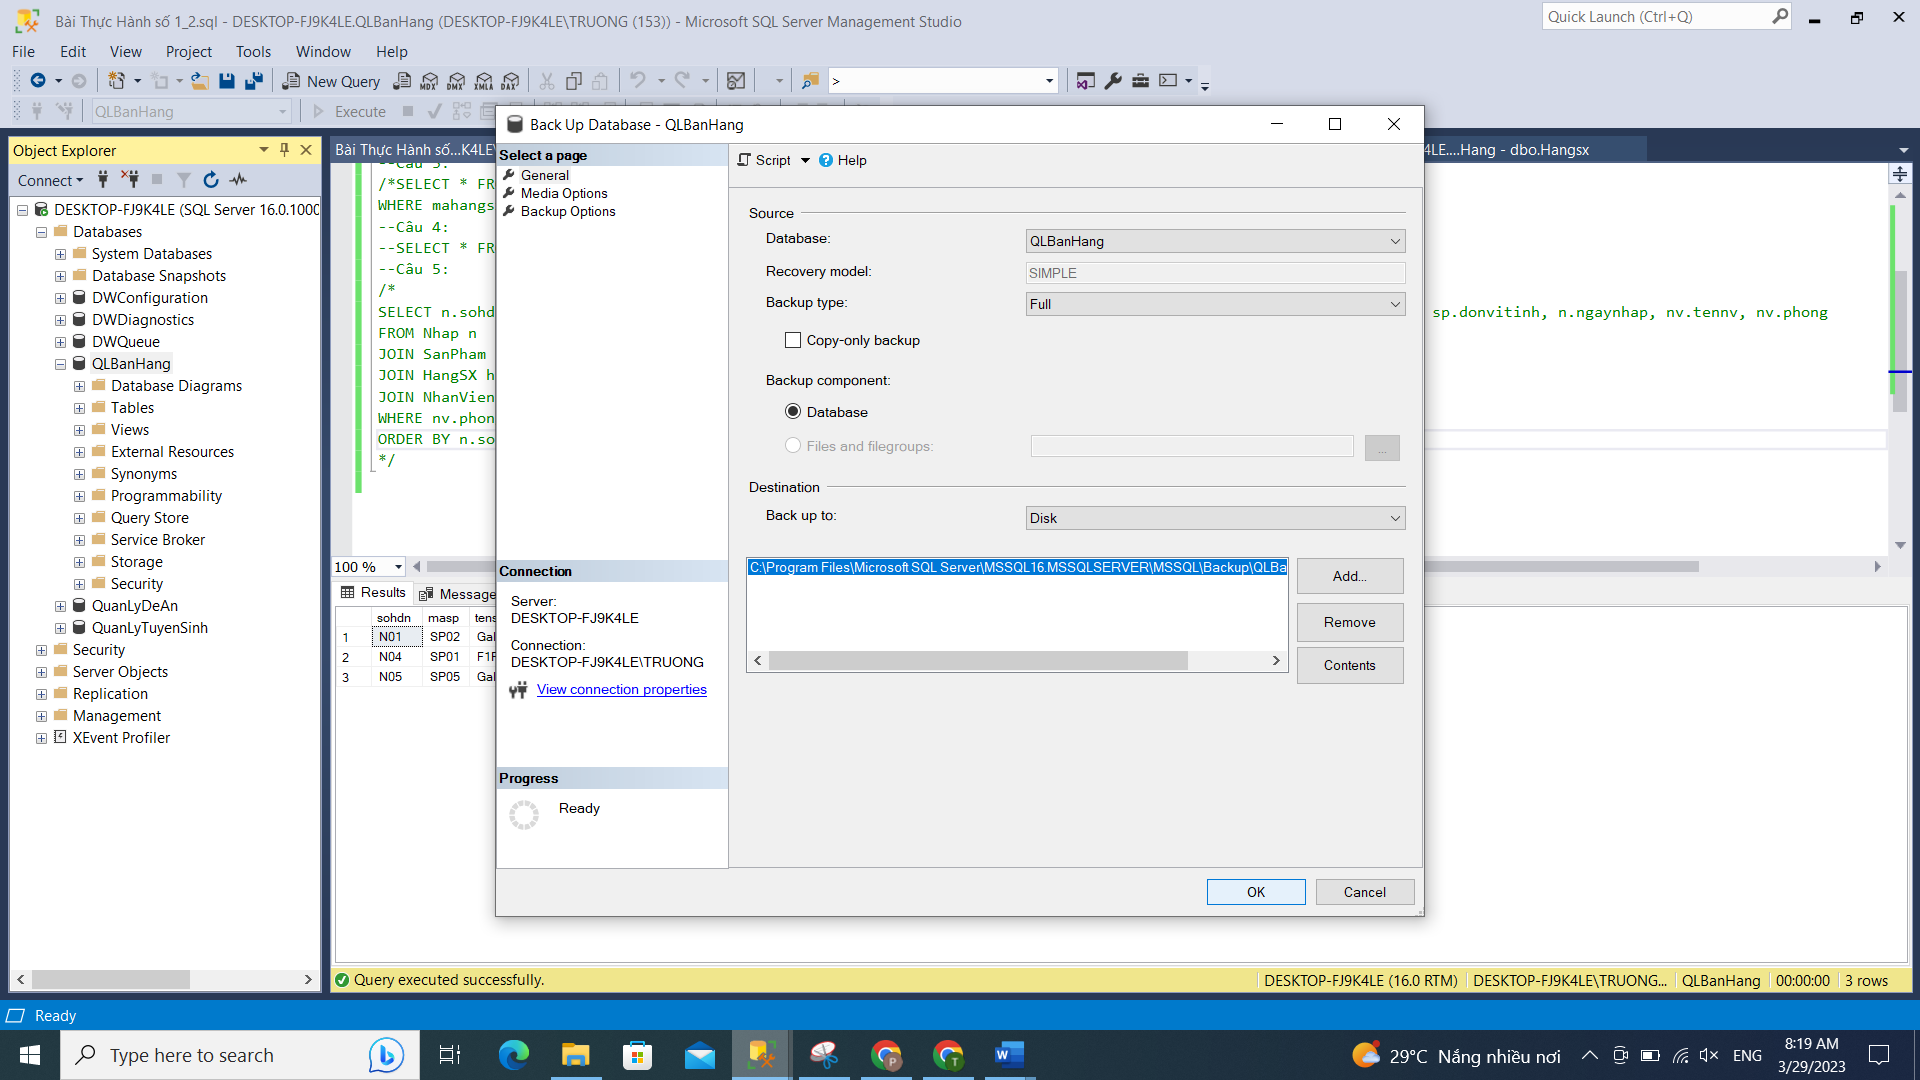 Bài Thực Hành số 1_2.sql - DESKTOP-FJ9K4LE.QLBanHang (DESKTOP-FJ9K4LE\TRUONG (153)) - Microsoft SQL Server Management Studio
Quick Launch (Ctrl+Q)
File Edit View Project Tools Window Help
New Query
MDX DMX XMLA DAX
>
QLBanHang
Execute
Object Explorer
Connect
DESKTOP-FJ9K4LE (SQL Server 16.0.1000
Databases
System Databases
Database Snapshots
DWConfiguration
DWDiagnostics
DWQueue
QLBanHang
Database Diagrams
Tables
Views
External Resources
Synonyms
Programmability
Query Store
Service Broker
Storage
Security
QuanLyDeAn
QuanLyTuyenSinh
Security
Server Objects
Replication
Management
XEvent Profiler
Bài Thực Hành số...K4LE
4LE....Hang - dbo.Hangsx
--Câu 3:
/*SELECT * FR
WHERE mahangs
--Câu 4:
--SELECT * FR
--Câu 5:
/*
SELECT n.sohd
sp.donvitinh, n.ngaynhap, nv.tennv, nv.phong
FROM Nhap n
JOIN SanPham
JOIN HangSX h
JOIN NhanVien
WHERE nv.phon
ORDER BY n.so
*/
100 %
Results Message
sohdn masp tens
1 N01 SP02 Gal
2 N04 SP01 F1F
3 N05 SP05 Gal
Back Up Database - QLBanHang
Select a page
General
Media Options
Backup Options
Connection
Server:
DESKTOP-FJ9K4LE
Connection:
DESKTOP-FJ9K4LE\TRUONG
View connection properties
Progress
Ready
Script Help
Source
Database: QLBanHang
Recovery model: SIMPLE
Backup type: Full
Copy-only backup
Backup component:
Database
Files and filegroups: ...
Destination
Back up to: Disk
C:\Program Files\Microsoft SQL Server\MSSQL16.MSSQLSERVER\MSSQL\Backup\QLBa
Add...
Remove
Contents
OK Cancel
Query executed successfully.
DESKTOP-FJ9K4LE (16.0 RTM) DESKTOP-FJ9K4LE\TRUONG... QLBanHang 00:00:00 3 rows
Ready
Type here to search
29°C Nắng nhiều nơi
ENG
8:19 AM
3/29/2023